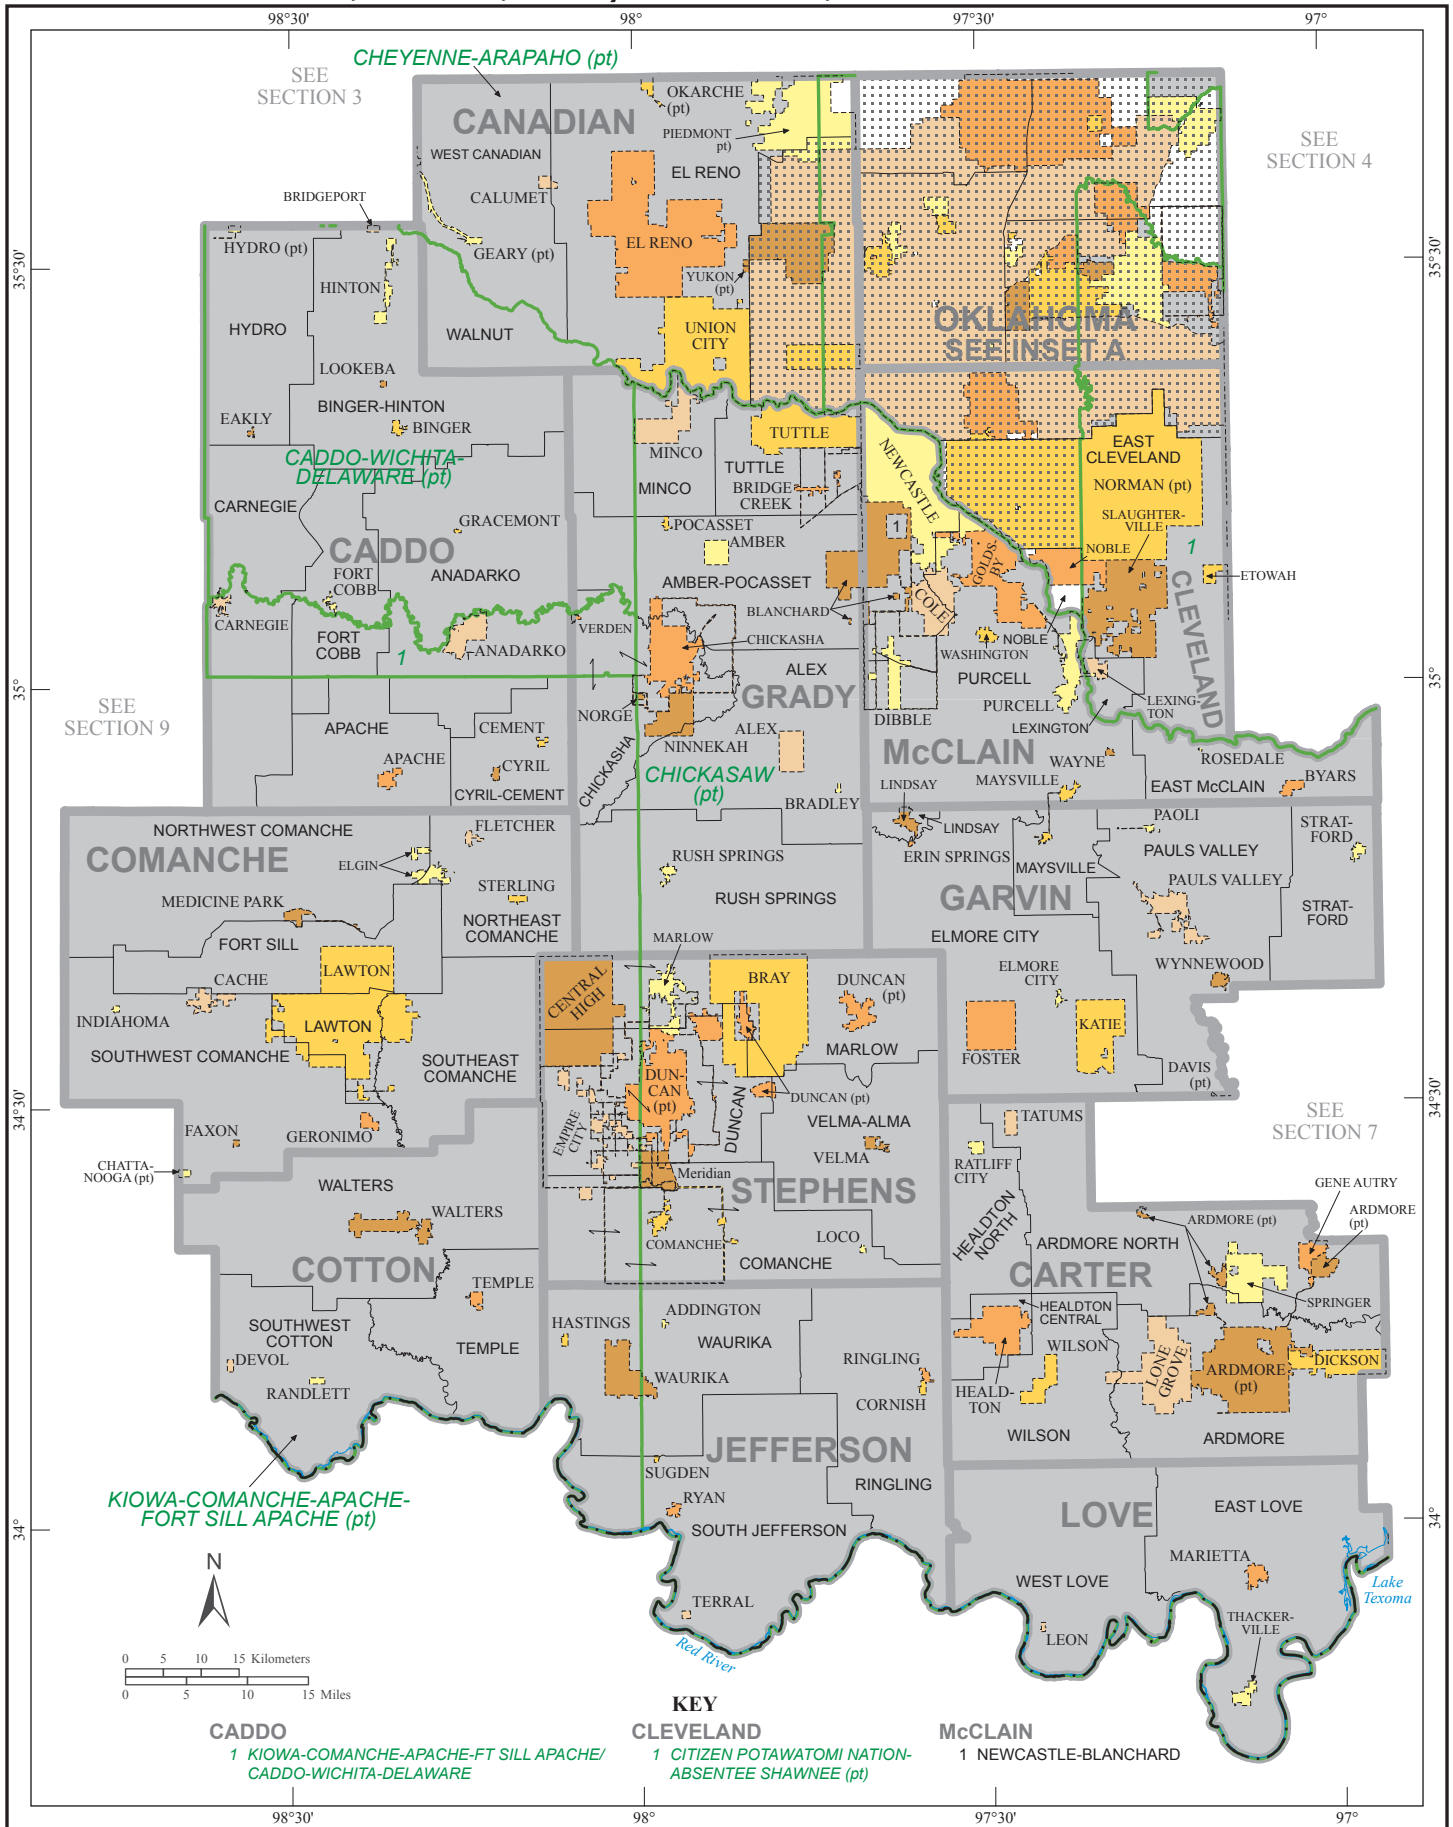 98°30'
98°
97°30'
97°
CHEYENNE-ARAPAHO (pt)
SEE
SECTION 3
OKARCHE
(pt)
CANADIAN
PIEDMONT
pt)
SEE
SECTION 4
WEST CANADIAN
EL RENO
CALUMET
BRIDGEPORT
HYDRO (pt)
GEARY (pt)
EL RENO
35°30'
35°30'
YUKON
(pt)
HINTON
HYDRO
WALNUT
UNION
CITY
OKLAHOMA
SEE INSET A
LOOKEBA
BINGER-HINTON
EAKLY
BINGER
TUTTLE
MINCO
NEWCASTLE
EAST
CLEVELAND
CADDO-WICHITA-
DELAWARE (pt)
TUTTLE
MINCO
BRIDGE
CREEK
NORMAN (pt)
CARNEGIE
SLAUGHTER-
VILLE
GRACEMONT
POCASSET
1
AMBER
1
NOBLE
CADDO
GOLDS-
BY
FORT
COBB
ANADARKO
AMBER-POCASSET
ETOWAH
COLE
CLEVELAND
BLANCHARD
CARNEGIE
VERDEN
FORT
COBB
1
ANADARKO
CHICKASHA
NOBLE
WASHINGTON
ALEX
PURCELL
35°
35°
SEE
SECTION 9
GRADY
NORGE
PURCELL
LEXING-
TON
DIBBLE
LEXINGTON
APACHE
CEMENT
ALEX
NINNEKAH
McCLAIN
APACHE
CYRIL
CHICKASHA
CHICKASAW
(pt)
WAYNE
ROSEDALE
MAYSVILLE
BYARS
CYRIL-CEMENT
BRADLEY
LINDSAY
EAST McCLAIN
NORTHWEST COMANCHE
FLETCHER
LINDSAY
PAOLI
STRAT-
FORD
COMANCHE
ELGIN
RUSH SPRINGS
ERIN SPRINGS
MAYSVILLE
PAULS VALLEY
STERLING
PAULS VALLEY
MEDICINE PARK
RUSH SPRINGS
GARVIN
STRAT-
FORD
NORTHEAST
COMANCHE
FORT SILL
MARLOW
ELMORE CITY
CACHE
LAWTON
CENTRAL
HIGH
BRAY
DUNCAN
(pt)
ELMORE
CITY
WYNNEWOOD
INDIAHOMA
LAWTON
KATIE
SOUTHWEST COMANCHE
SOUTHEAST
COMANCHE
MARLOW
FOSTER
DAVIS
(pt)
DUN-
CAN
(pt)
DUNCAN (pt)
34°30'
34°30'
FAXON
GERONIMO
EMPIRE
CITY
DUNCAN
VELMA-ALMA
TATUMS
SEE
SECTION 7
CHATTA-
NOOGA (pt)
VELMA
RATLIFF
CITY
Meridian
WALTERS
STEPHENS
GENE AUTRY
WALTERS
HEALDTON
NORTH
ARDMORE (pt)
ARDMORE
(pt)
COMANCHE
LOCO
ARDMORE NORTH
COTTON
COMANCHE
CARTER
TEMPLE
SPRINGER
ADDINGTON
HEALDTON
CENTRAL
SOUTHWEST
COTTON
HASTINGS
WAURIKA
TEMPLE
WILSON
DEVOL
RINGLING
LONE
GROVE
ARDMORE
(pt)
DICKSON
WAURIKA
RANDLETT
CORNISH
HEALD-
TON
WILSON
ARDMORE
JEFFERSON
SUGDEN
RINGLING
KIOWA-COMANCHE-APACHE-
FORT SILL APACHE (pt)
RYAN
LOVE
EAST LOVE
34°
34°
SOUTH JEFFERSON
MARIETTA
N
WEST LOVE
Lake
Texoma
TERRAL
THACKER-
VILLE
Red River
LEON
0 5 10 15 Kilometers
0 5 10 15 Miles
KEY
CADDO
1 KIOWA-COMANCHE-APACHE-FT SILL APACHE/
CADDO-WICHITA-DELAWARE
CLEVELAND
1 CITIZEN POTAWATOMI NATION-
ABSENTEE SHAWNEE (pt)
McCLAIN
1 NEWCASTLE-BLANCHARD
98°30'
98°
97°30'
97°